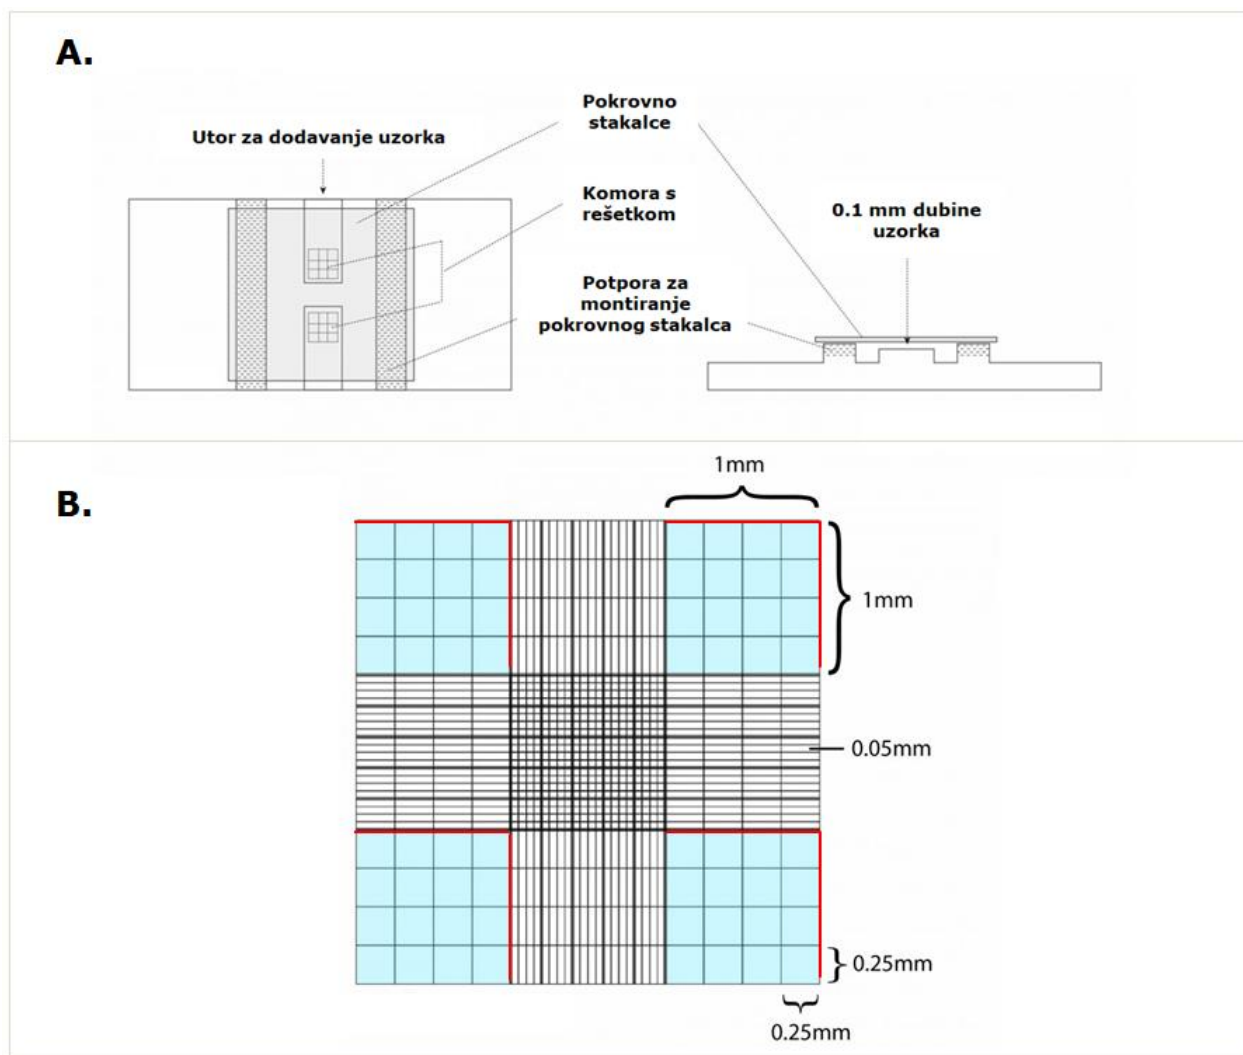 A.
Pokrovno
stakalce
Utor za dodavanje uzorka
Komora s
rešetkom
0.1 mm dubine
uzorka
Potpora za
montiranje
pokrovnog stakalca
B.
1mm
1mm
0.05mm
0.25mm
0.25mm